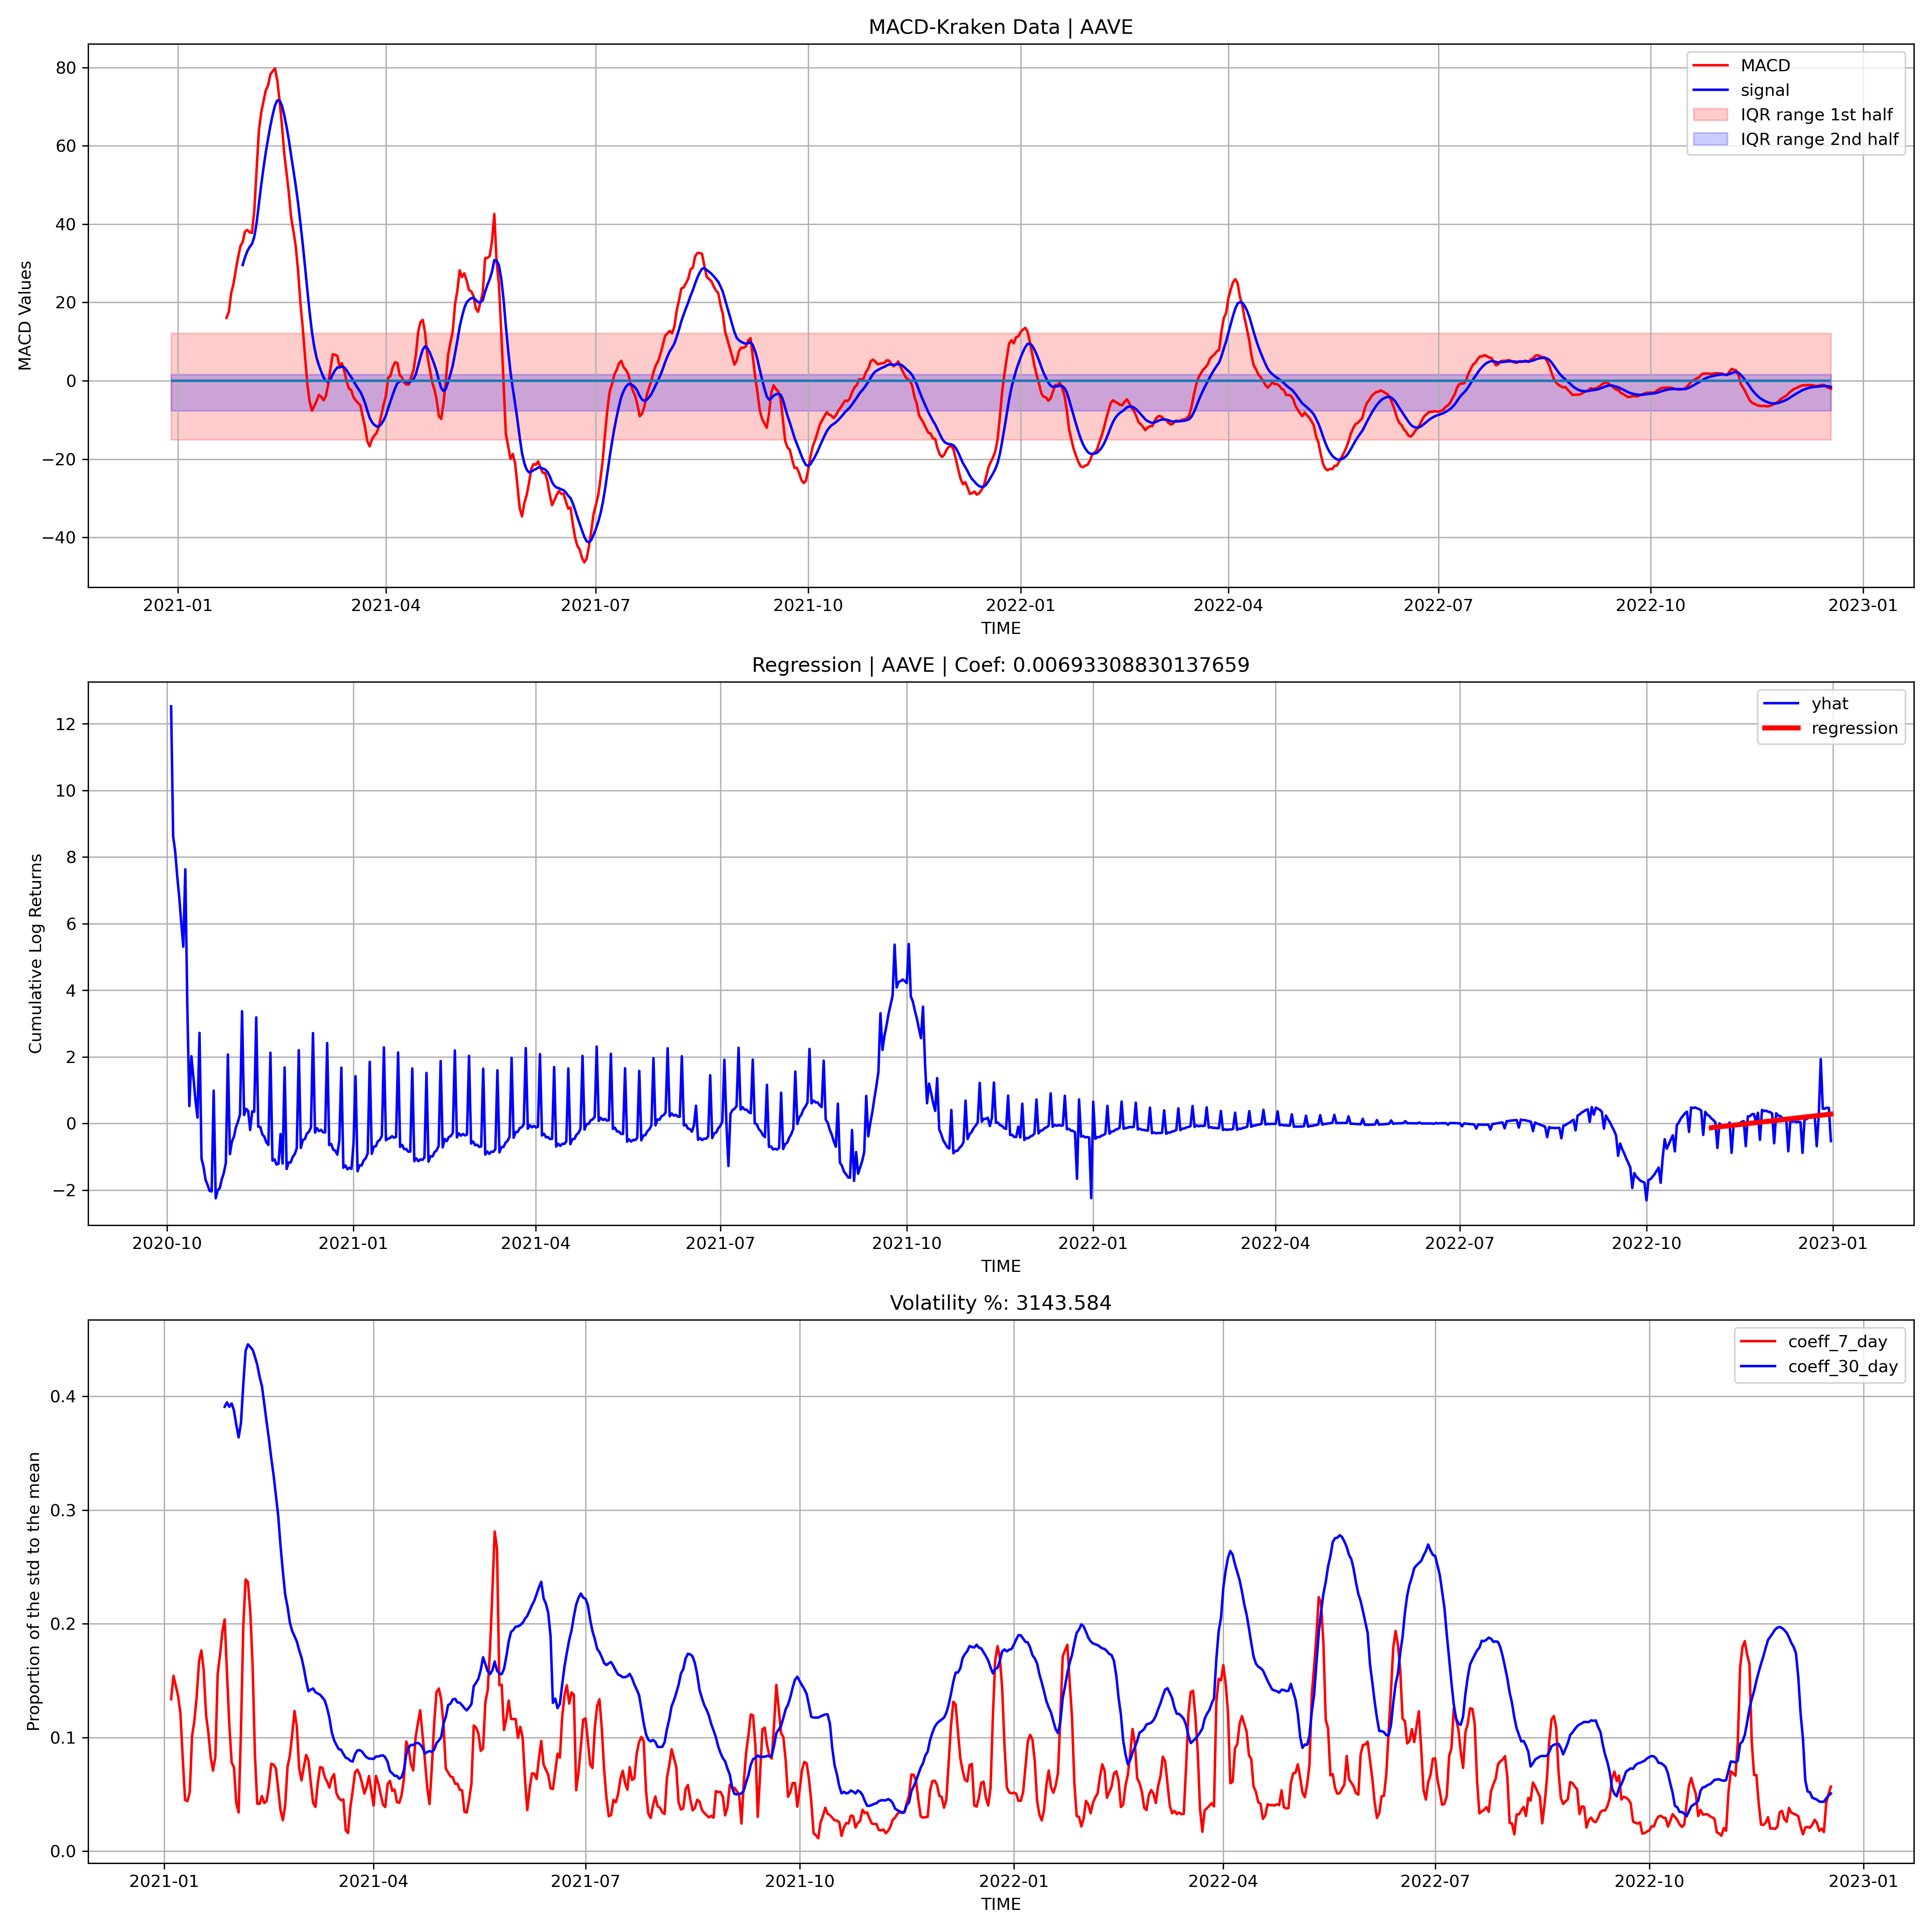 MACD-Kraken Data | AAVE
MACD
signal
IQR range 1st half
IQR range 2nd half
MACD Values
80
60
40
20
0
−20
−40
2021-01 2021-04 2021-07 2021-10 2022-01 2022-04 2022-07 2022-10 2023-01
TIME
Regression | AAVE | Coef: 0.00693308830137659
yhat
regression
Cumulative Log Returns
12
10
8
6
4
2
0
−2
2020-10 2021-01 2021-04 2021-07 2021-10 2022-01 2022-04 2022-07 2022-10 2023-01
TIME
Volatility %: 3143.584
coeff_7_day
coeff_30_day
Proportion of the std to the mean
0.4
0.3
0.2
0.1
0.0
2021-01 2021-04 2021-07 2021-10 2022-01 2022-04 2022-07 2022-10 2023-01
TIME